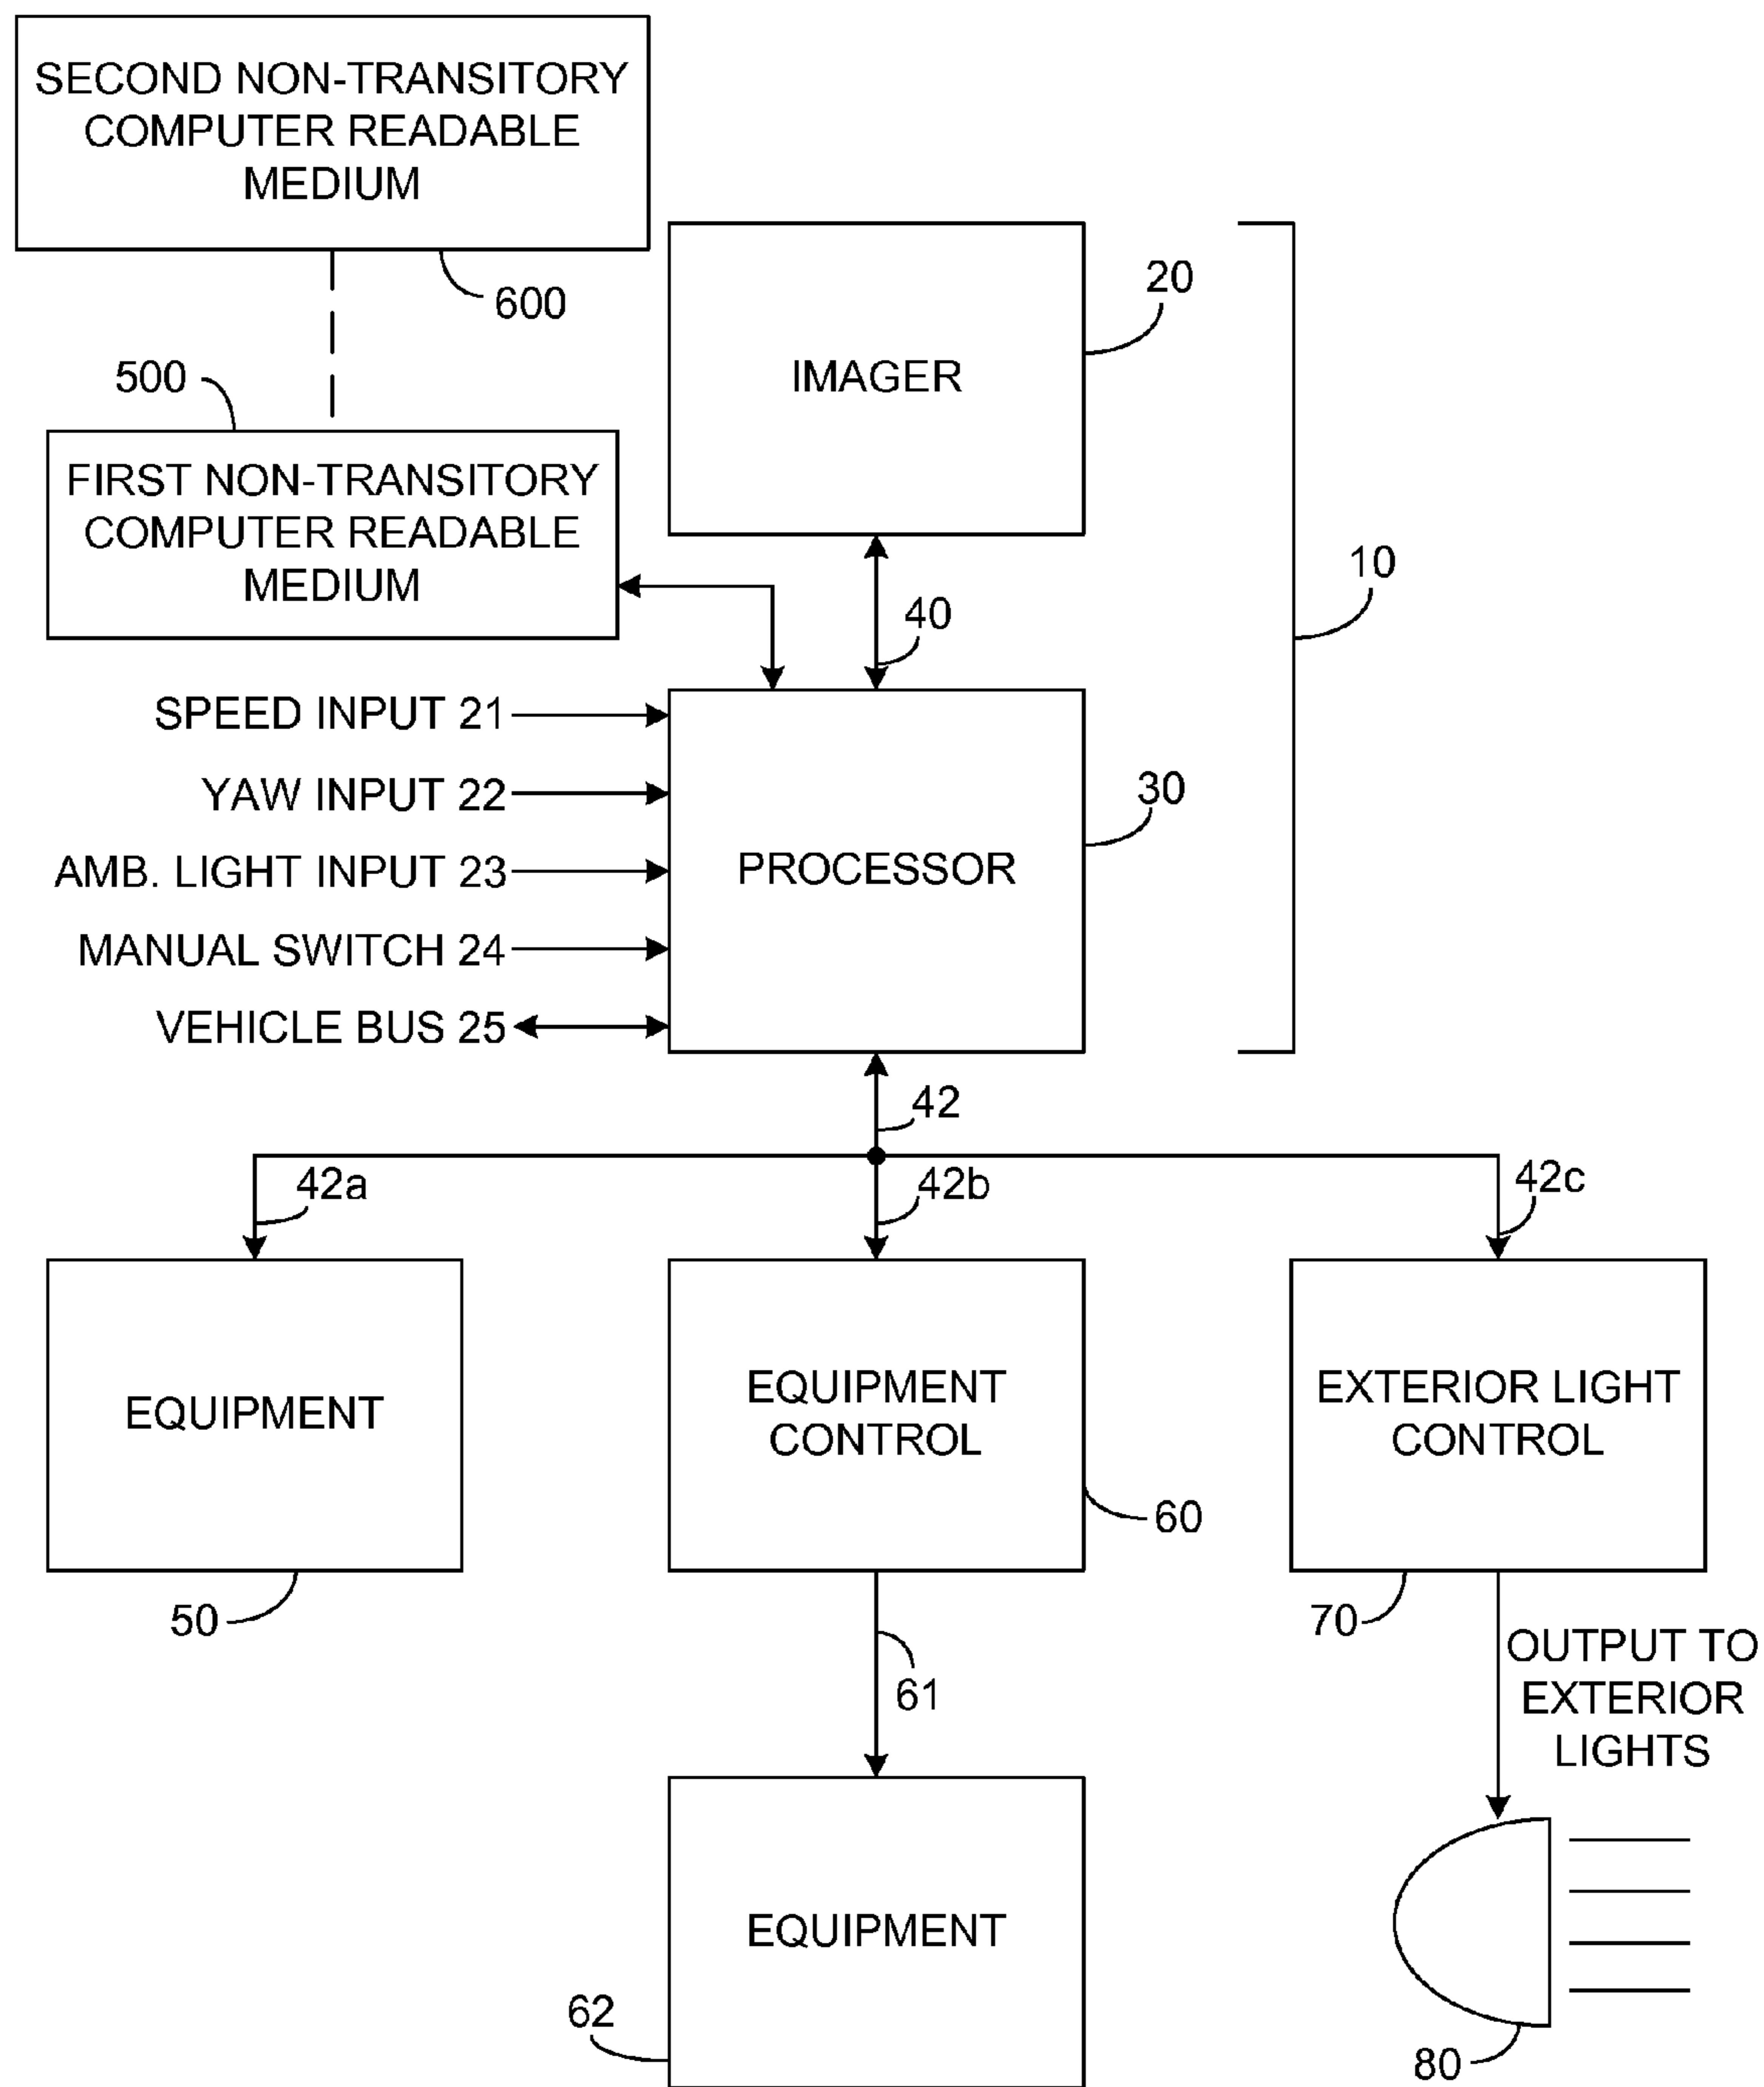 SECOND NON-TRANSITORY
COMPUTER READABLE
MEDIUM
600
20
IMAGER
500
FIRST NON-TRANSITORY
COMPUTER READABLE
MEDIUM
10
40
SPEED INPUT 21
YAW INPUT 22
30
AMB. LIGHT INPUT 23
PROCESSOR
MANUAL SWITCH 24
VEHICLE BUS 25
42
42a
42b
42c
EQUIPMENT
EQUIPMENT
CONTROL
EXTERIOR LIGHT
CONTROL
60
50
70
OUTPUT TO
EXTERIOR
LIGHTS
61
EQUIPMENT
62
80